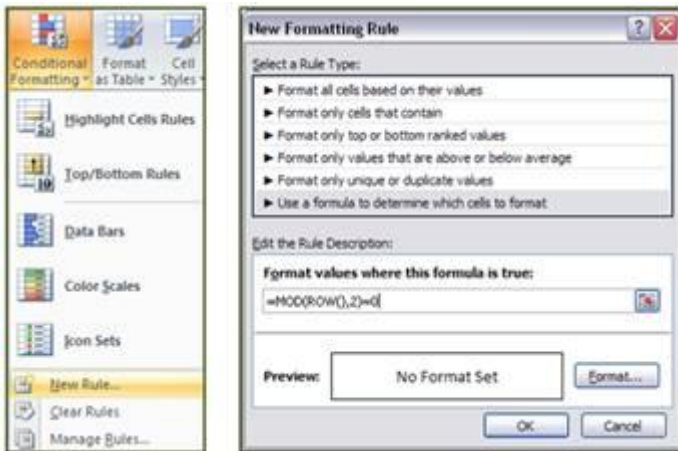 Conditional Format Cell
Formatting as Table Styles
Highlight Cells Rules
Top/Bottom Rules
Data Bars
Color Scales
Icon Sets
New Rule...
Clear Rules
Manage Rules...
New Formatting Rule
Select a Rule Type:
► Format all cells based on their values
► Format only cells that contain
► Format only top or bottom ranked values
► Format only values that are above or below average
► Format only unique or duplicate values
► Use a formula to determine which cells to format
Edit the Rule Description:
Format values where this formula is true:
=MOD(ROW(),2)=0
Preview: No Format Set Format...
OK Cancel